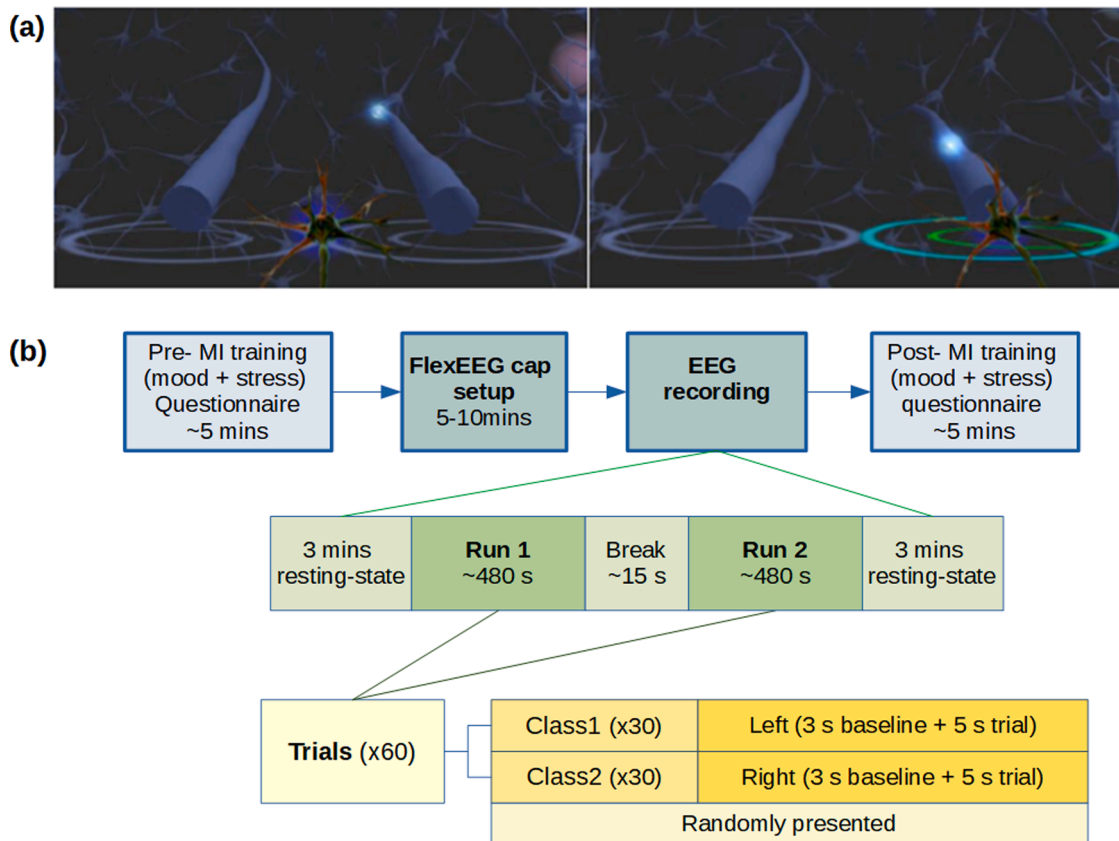 (a)
(b)
Pre- MI training
(mood + stress)
Questionnaire
~5 mins
FlexEEG cap
setup
5-10mins
EEG
recording
Post- MI training
(mood + stress)
questionnaire
~5 mins
3 mins
resting-state
Run 1
~480 s
Break
~15 s
Run 2
~480 s
3 mins
resting-state
Trials (x60)
Class1 (x30)
Left (3 s baseline + 5 s trial)
Class2 (x30)
Right (3 s baseline + 5 s trial)
Randomly presented